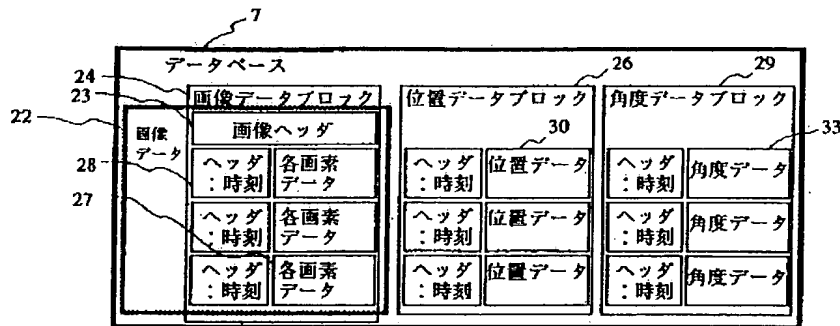 7
データベース
24
26
29
画像データブロック
位置データブロック
角度データブロック
23
22
画像
データ
画像ヘッダ
30
33
28
ヘッダ
:時刻
各画素
データ
ヘッダ
:時刻
位置データ
ヘッダ
:時刻
角度データ
27
ヘッダ
:時刻
各画素
データ
ヘッダ
:時刻
位置データ
ヘッダ
:時刻
角度データ
ヘッダ
:時刻
各画素
データ
ヘッダ
:時刻
位置データ
ヘッダ
:時刻
角度データ